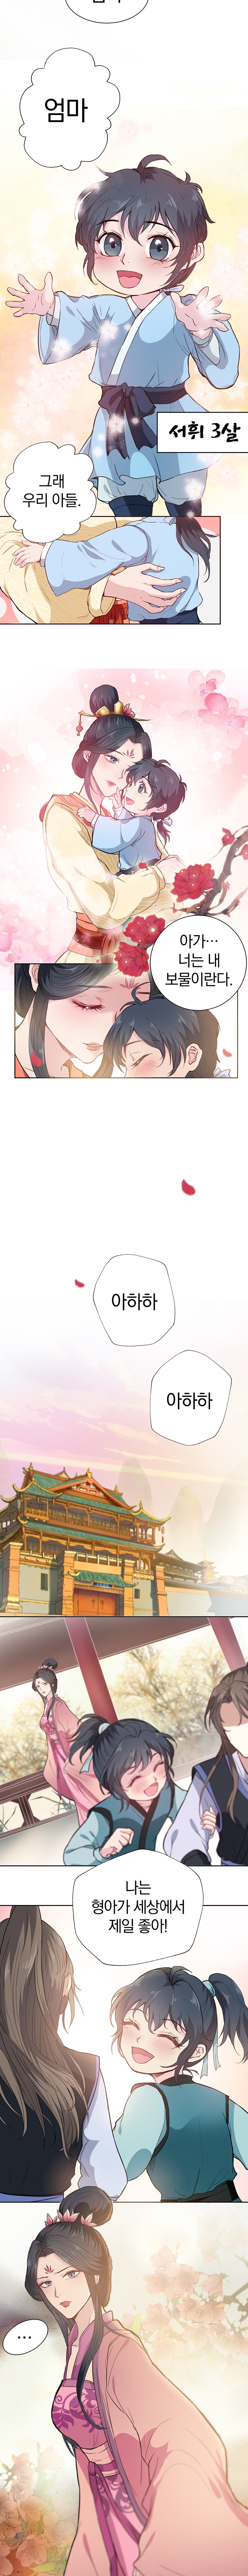 엄마
서휘 3살
그래
우리 아들.
아가…
너는 내
보물이란다.
아하하
아하하
나는
형아가 세상에서
제일 좋아!
…